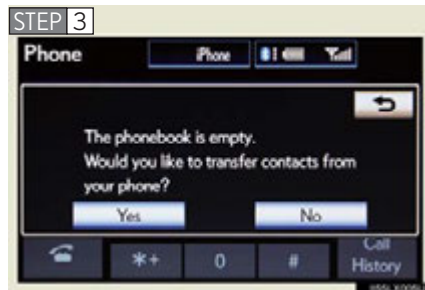 STEP 3
Phone iPhone
The phonebook is empty.
Would you like to transfer contacts from
your phone?
Yes No
*+ 0 #
Call
History